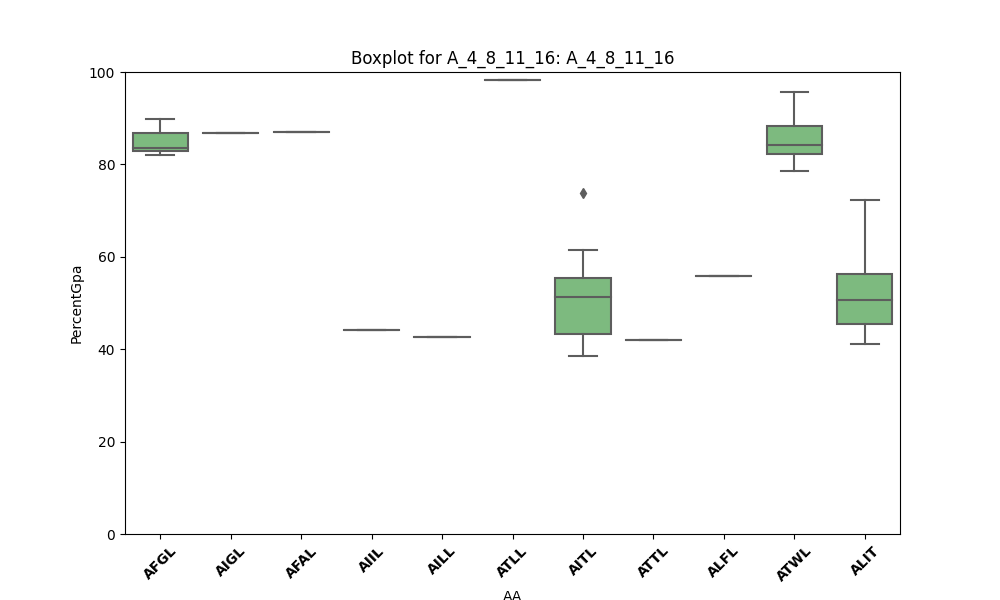 Boxplot for A_4_8_11_16: A_4_8_11_16
100
80
60
40
20
0
PercentGpa
AFGL
AIGL
AFAL
AIIL
AILL
ATLL
AITL
ATTL
ALFL
ATWL
ALIT
AA